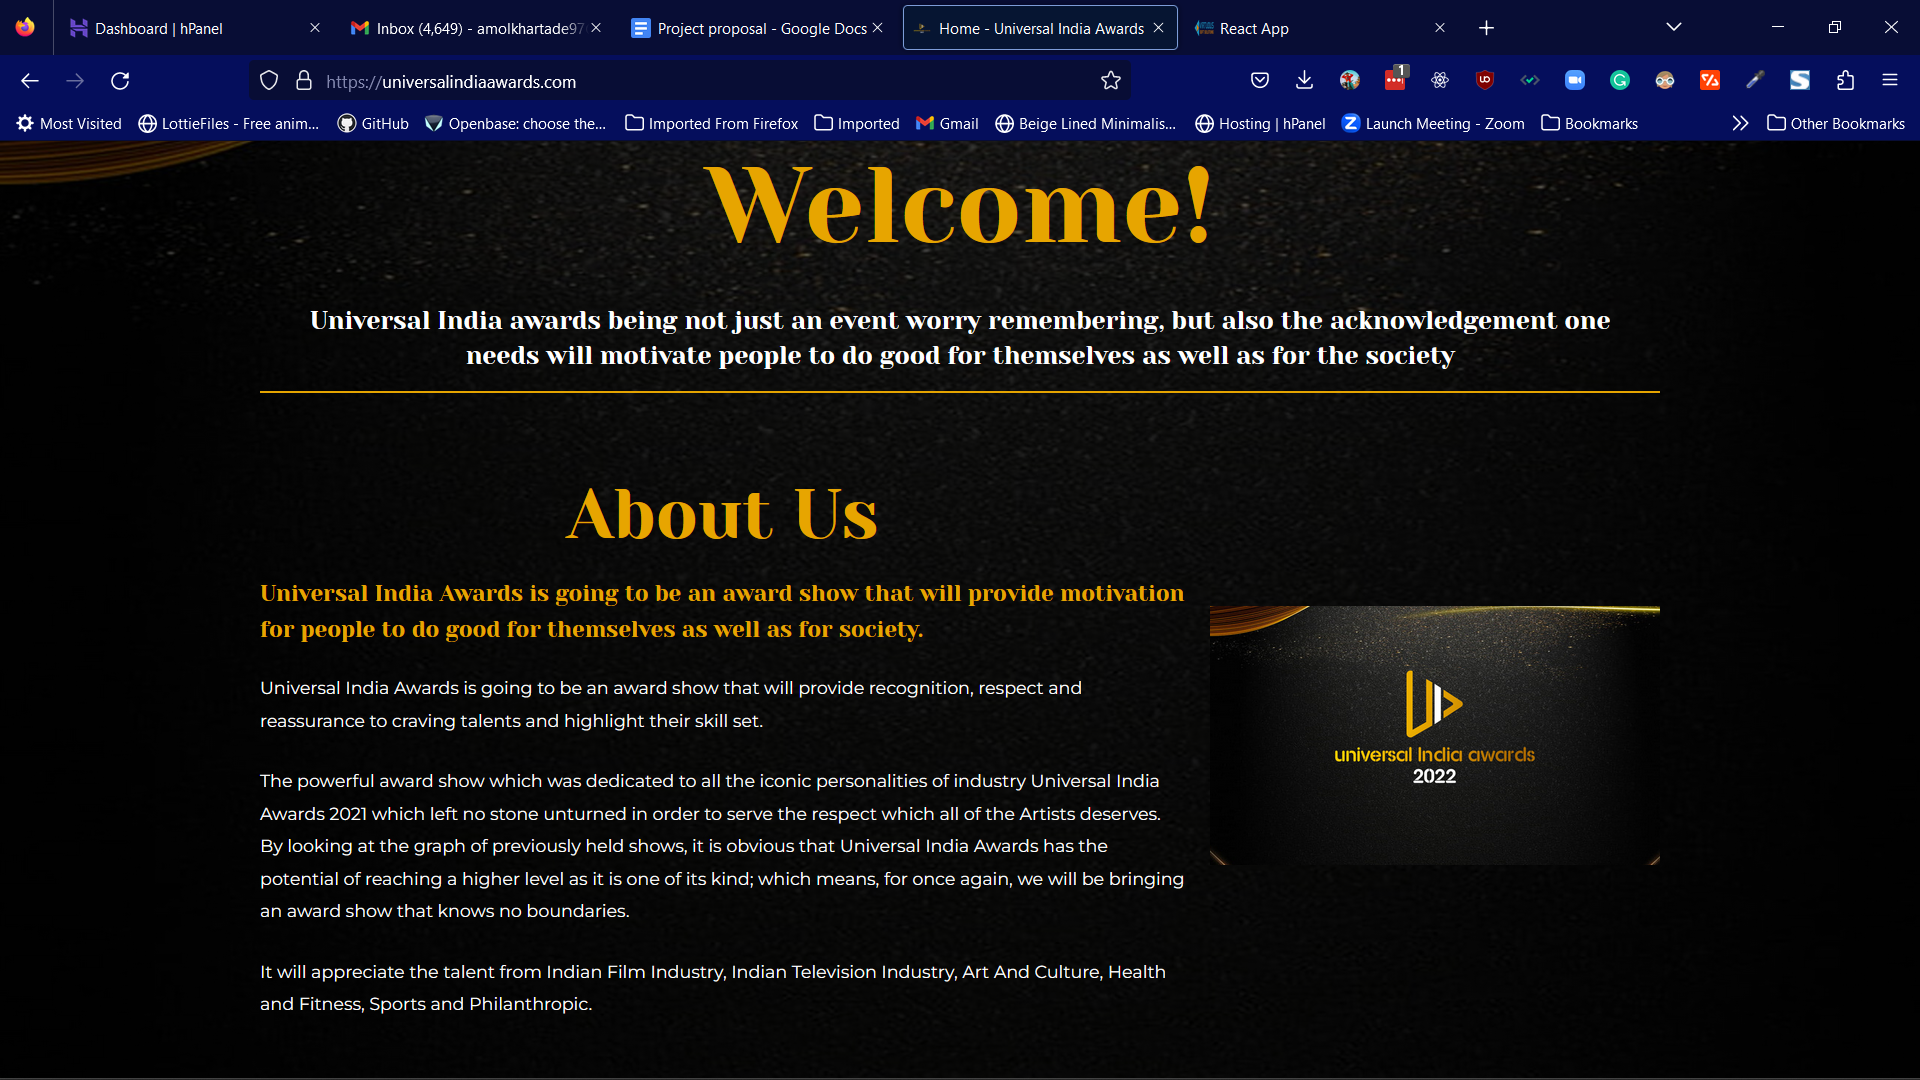 Dashboard | hPanel
Inbox (4,649) - amolkhartade97
Project proposal - Google Docs
Home - Universal India Awards
React App
https://universalindiaawards.com
1
Most Visited
LottieFiles - Free anim...
GitHub
Openbase: choose the...
Imported From Firefox
Imported
Gmail
Beige Lined Minimalis...
Hosting | hPanel
Launch Meeting - Zoom
Bookmarks
Other Bookmarks
Welcome!
Universal India awards being not just an event worry remembering, but also the acknowledgement one
needs will motivate people to do good for themselves as well as for the society
About Us
Universal India Awards is going to be an award show that will provide motivation
for people to do good for themselves as well as for society.
Universal India Awards is going to be an award show that will provide recognition, respect and
reassurance to craving talents and highlight their skill set.
The powerful award show which was dedicated to all the iconic personalities of industry Universal India
Awards 2021 which left no stone unturned in order to serve the respect which all of the Artists deserves.
By looking at the graph of previously held shows, it is obvious that Universal India Awards has the
potential of reaching a higher level as it is one of its kind; which means, for once again, we will be bringing
an award show that knows no boundaries.
It will appreciate the talent from Indian Film Industry, Indian Television Industry, Art And Culture, Health
and Fitness, Sports and Philanthropic.
universal India awards
2022